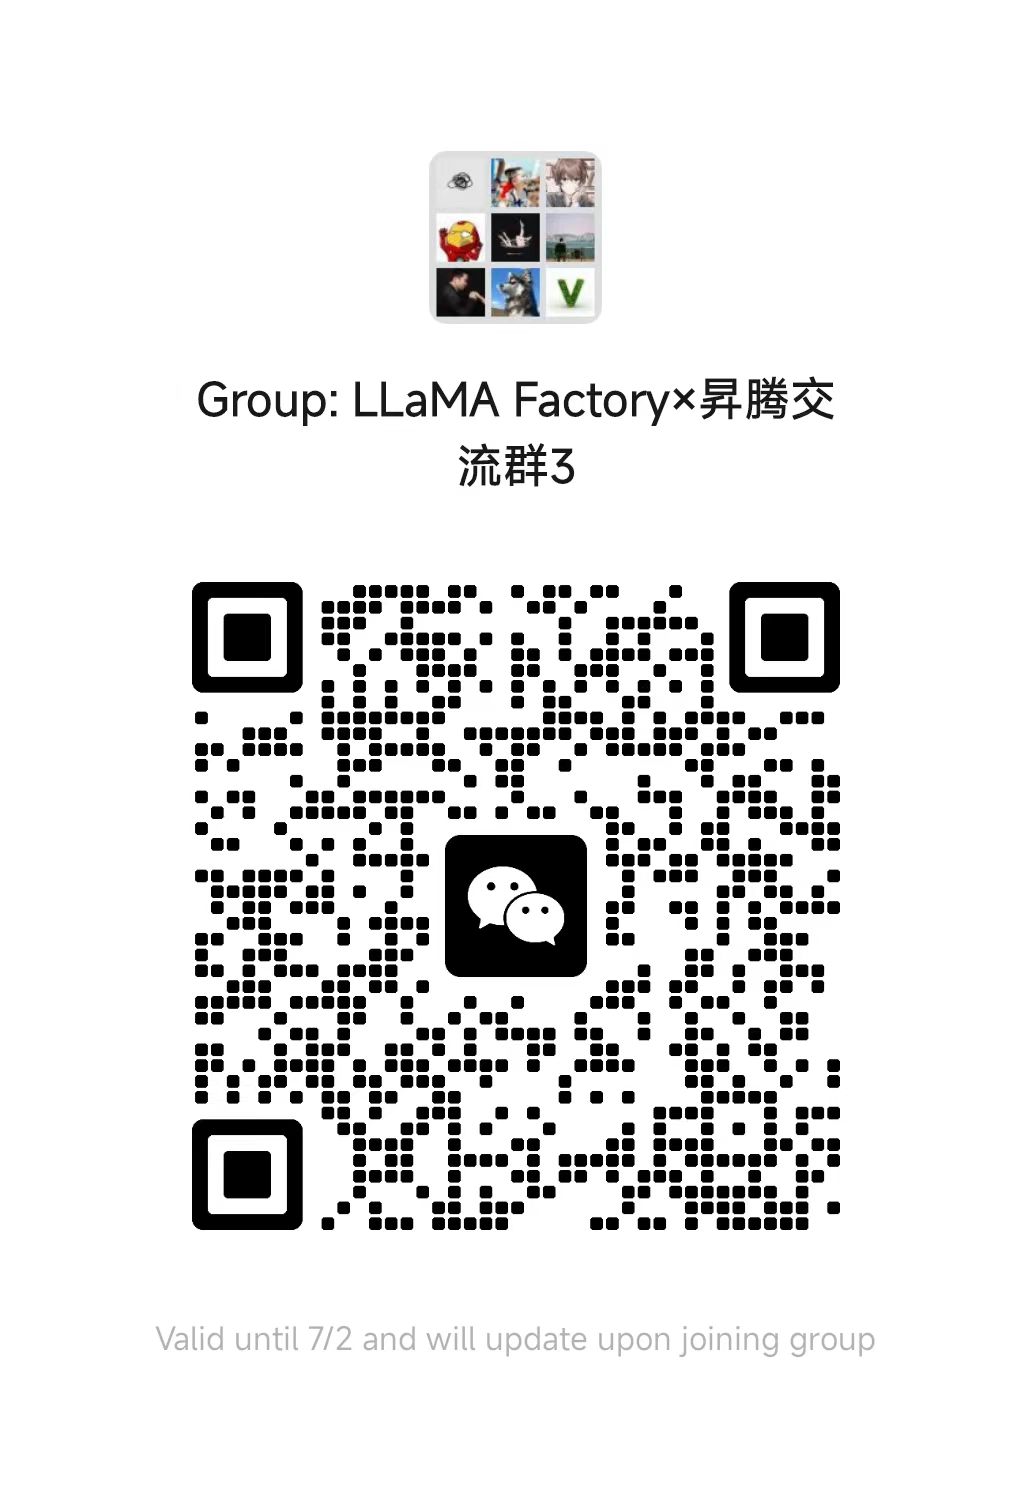 Group: LLaMA Factory×昇腾交
流群3
Valid until 7/2 and will update upon joining group